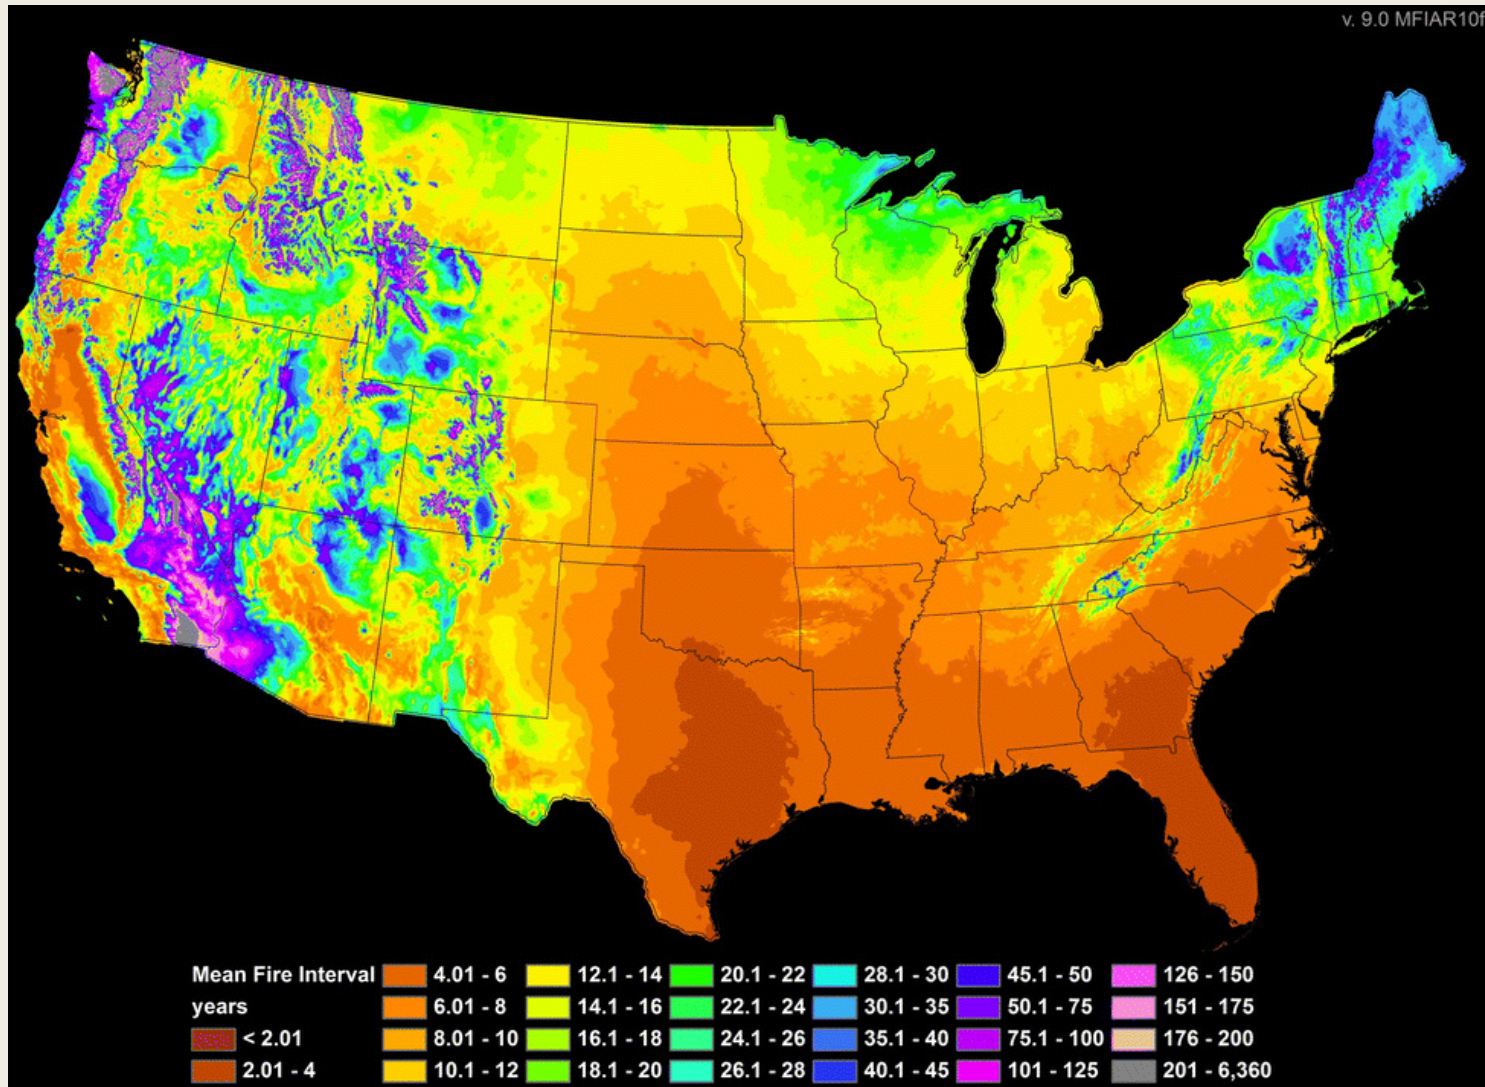 v. 9.0 MFIAR10f
Mean Fire Interval
years
< 2.01
2.01 - 4
4.01 - 6
6.01 - 8
8.01 - 10
10.1 - 12
12.1 - 14
14.1 - 16
16.1 - 18
18.1 - 20
20.1 - 22
22.1 - 24
24.1 - 26
26.1 - 28
28.1 - 30
30.1 - 35
35.1 - 40
40.1 - 45
45.1 - 50
50.1 - 75
75.1 - 100
101 - 125
126 - 150
151 - 175
176 - 200
201 - 6,360